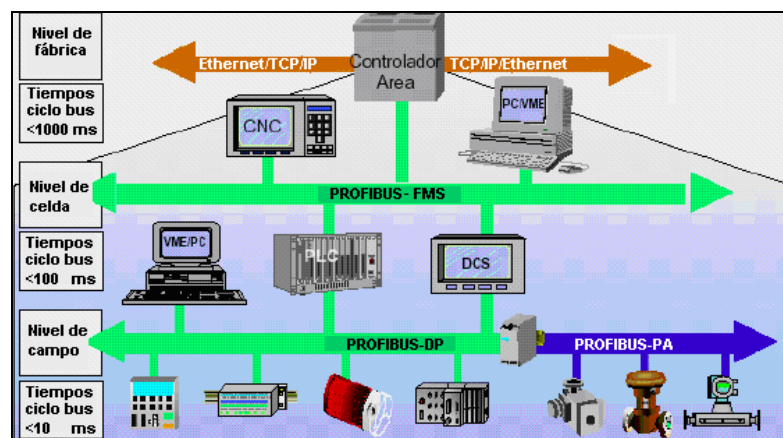 Nivel de
fábrica
Ethernet/TCP/IP
Controlador
Area
TCP/IP/Ethernet
Tiempos
ciclo bus
<1000 ms
CNC
PC/VME
Nivel de
celda
PROFIBUS- FMS
Tiempos
ciclo bus
<100 ms
VME/PC
PLC
DCS
Nivel de
campo
PROFIBUS-DP
PROFIBUS-PA
Tiempos
ciclo bus
<10 ms